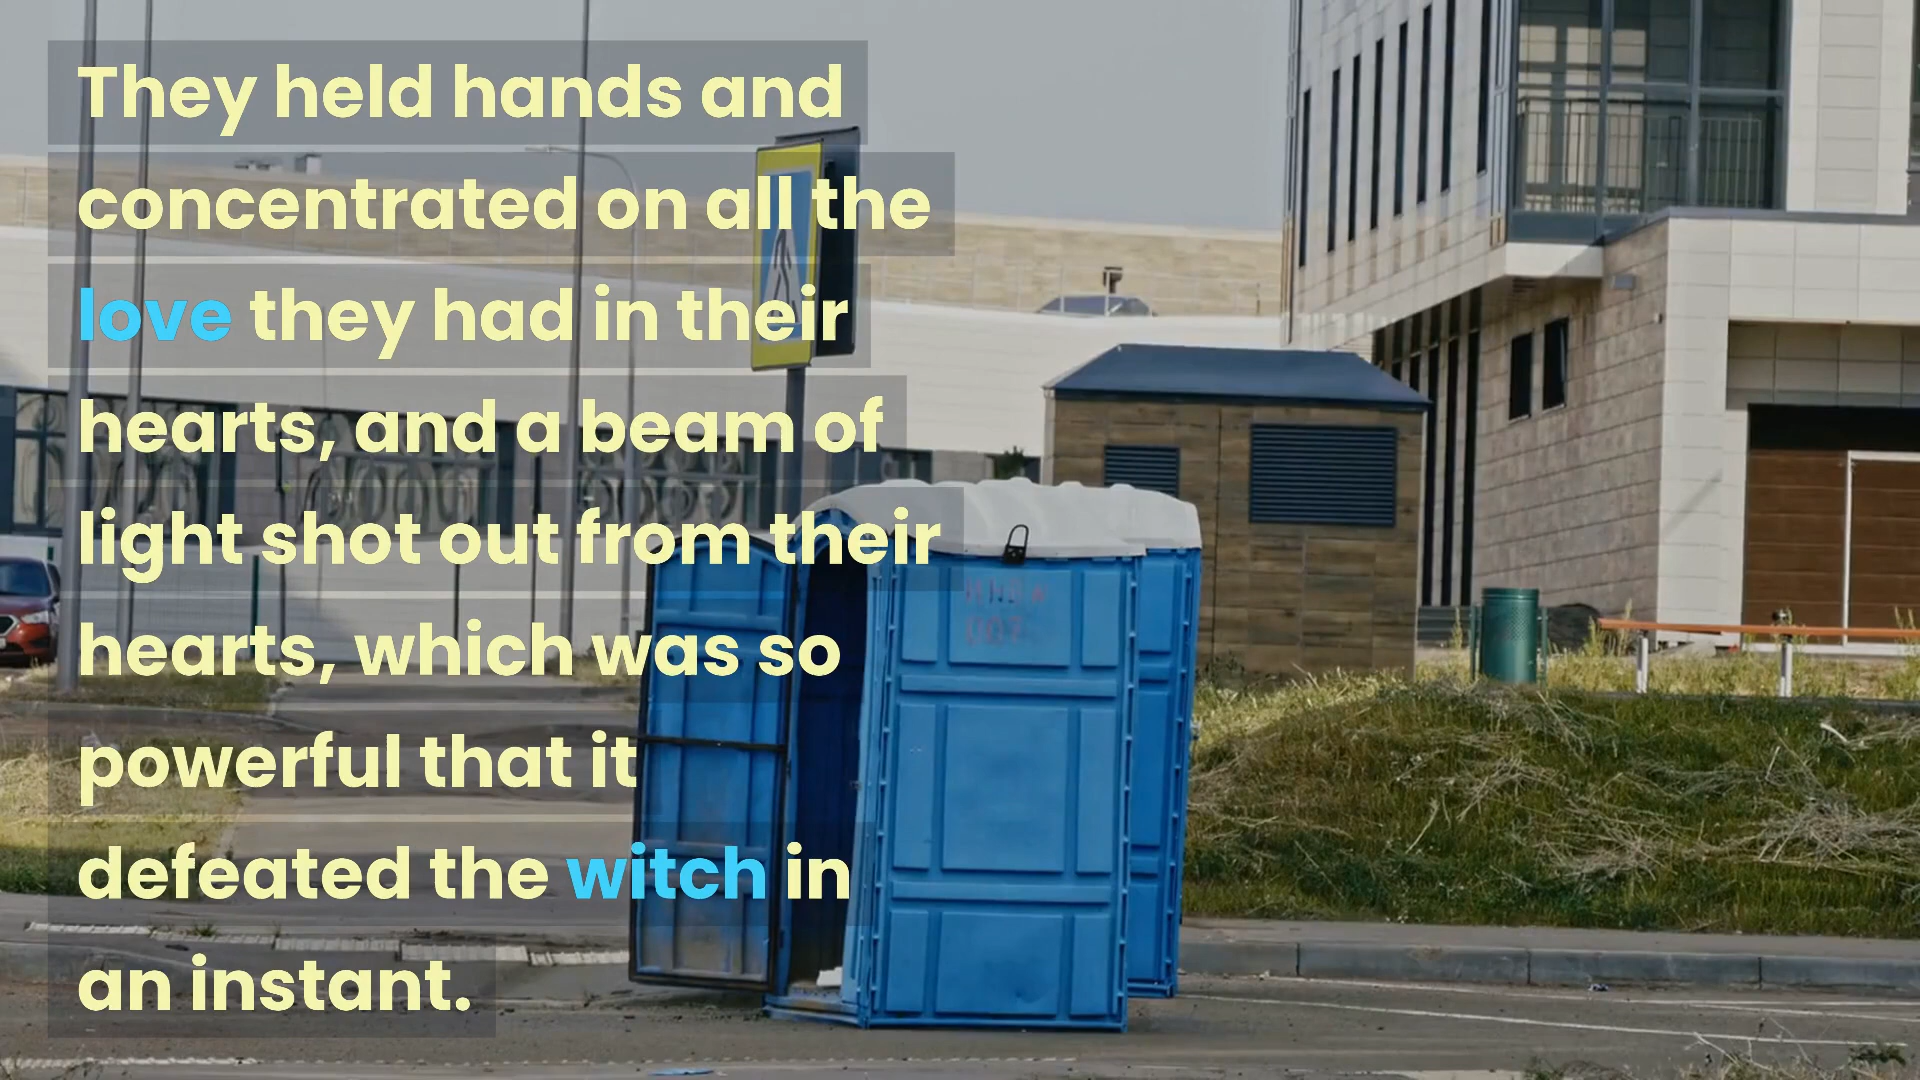 They held hands and
concentrated on all the
love they had in their
hearts, and a beam of
light shot out from their
hearts, which was so
powerful that it
defeated the witch in
an instant.